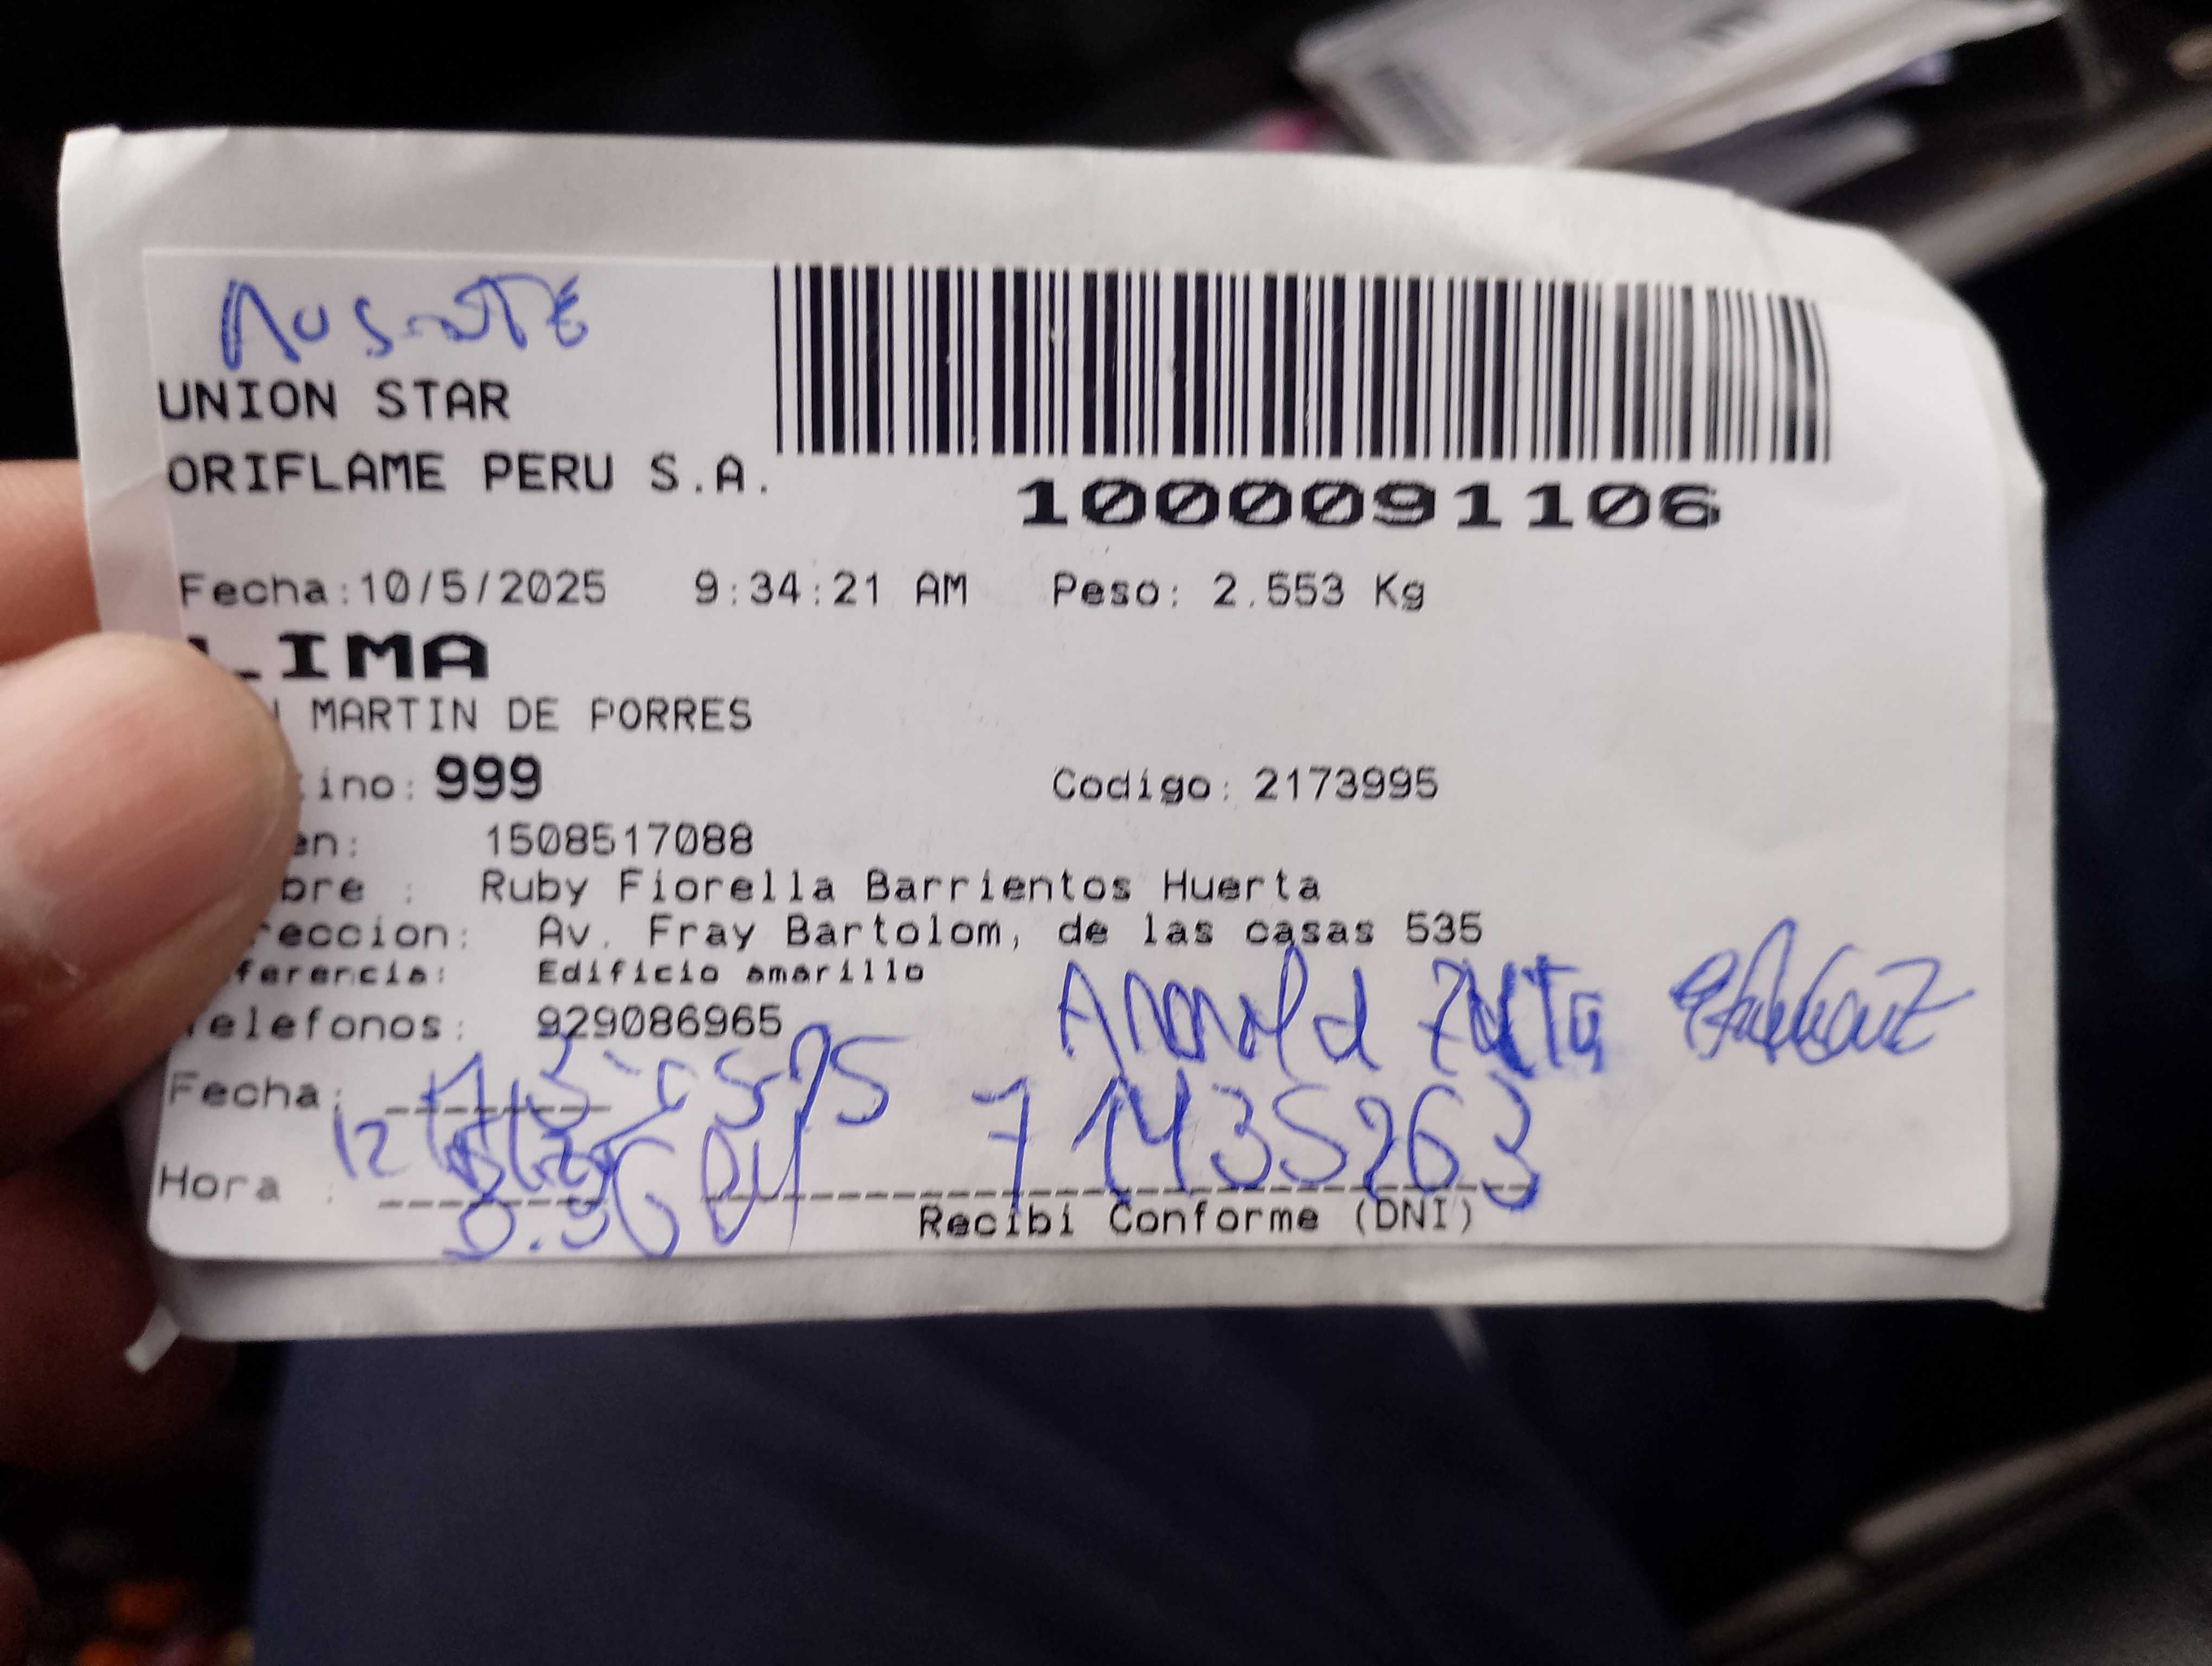 UNION STAR
ORIFLAME PERU S.A.
1000091106
Fecha:10/5/2025 9:34:21 AM Peso: 2.553 Kg
LIMA
MARTIN DE PORRES
ino: 999 Codigo: 2173995
en: 1508517088
bre : Ruby Fiorella Barrientos Huerta
reccion: Av. Fray Bartolom, de las casas 535
ferencia: Edificio amarillo
elefonos: 929086965
Arnold
Fecha:
71435263
Hora :
Recibi Conforme (DNI)